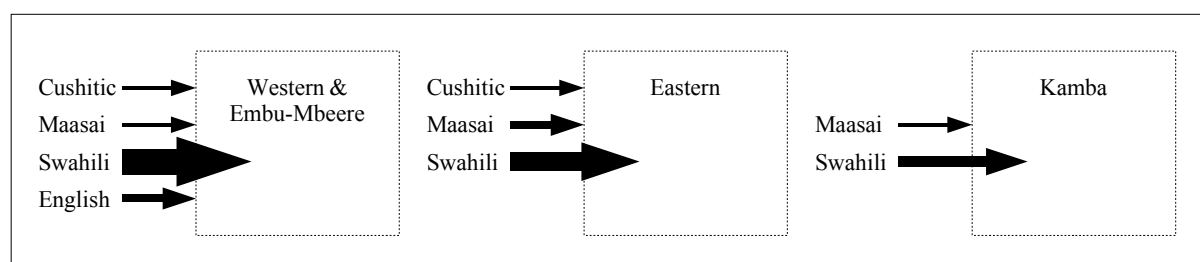 Cushitic
Maasai
Swahili
English
Western &
Embu-Mbeere
Cushitic
Maasai
Swahili
Eastern
Maasai
Swahili
Kamba